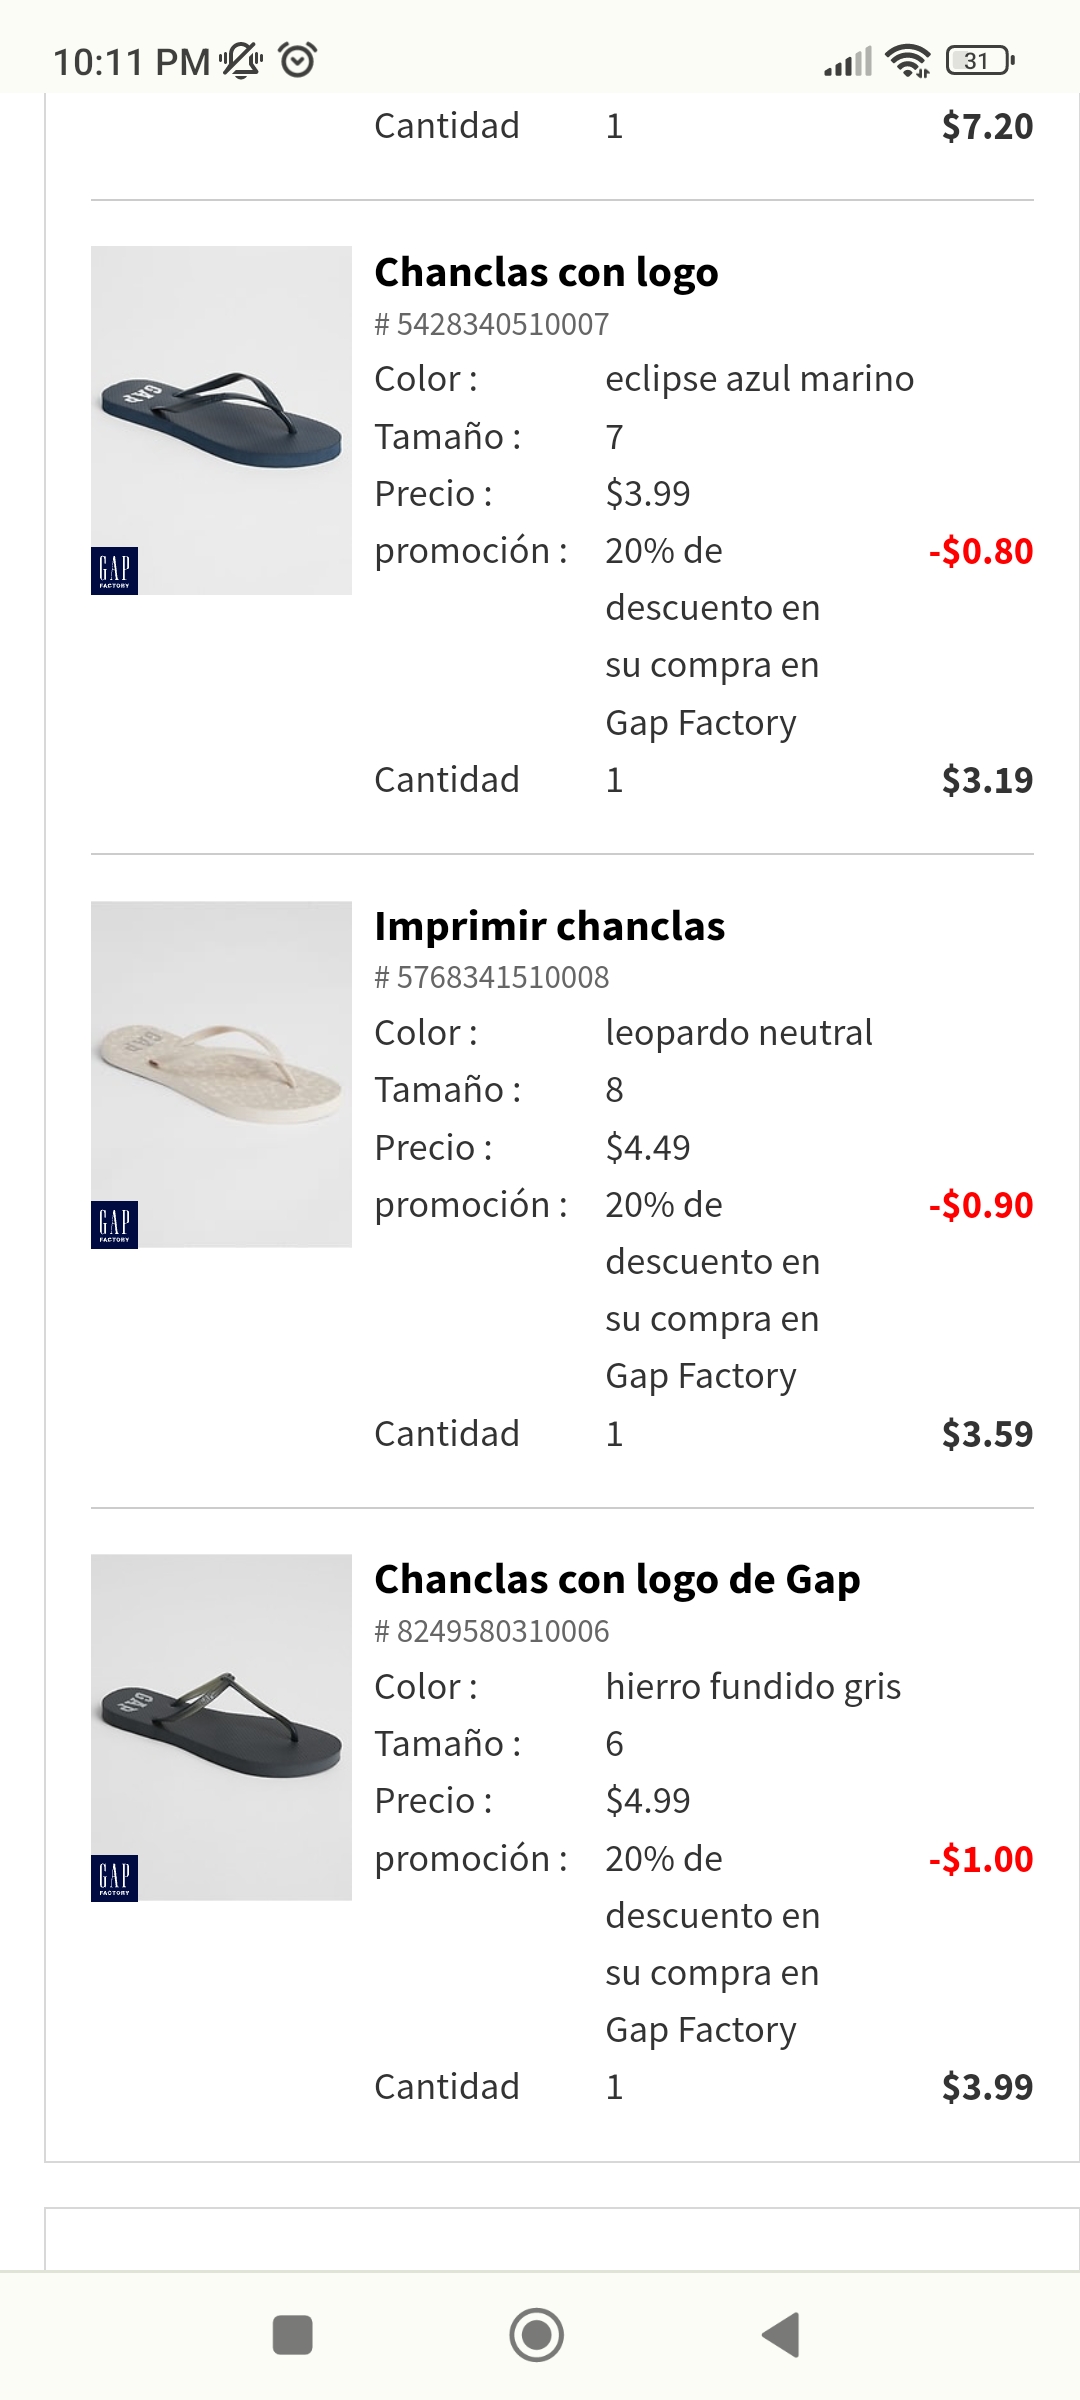 10:11 PM
31
Cantidad 1 $7.20
Chanclas con logo
# 5428340510007
Color : eclipse azul marino
Tamaño : 7
Precio : $3.99
promoción : 20% de -$0.80
descuento en
su compra en
Gap Factory
Cantidad 1 $3.19
GAP
GAP
FACTORY
Imprimir chanclas
# 5768341510008
Color : leopardo neutral
Tamaño : 8
Precio : $4.49
promoción : 20% de -$0.90
descuento en
su compra en
Gap Factory
Cantidad 1 $3.59
GAP
GAP
FACTORY
Chanclas con logo de Gap
# 8249580310006
Color : hierro fundido gris
Tamaño : 6
Precio : $4.99
promoción : 20% de -$1.00
descuento en
su compra en
Gap Factory
Cantidad 1 $3.99
GAP
GAP
FACTORY